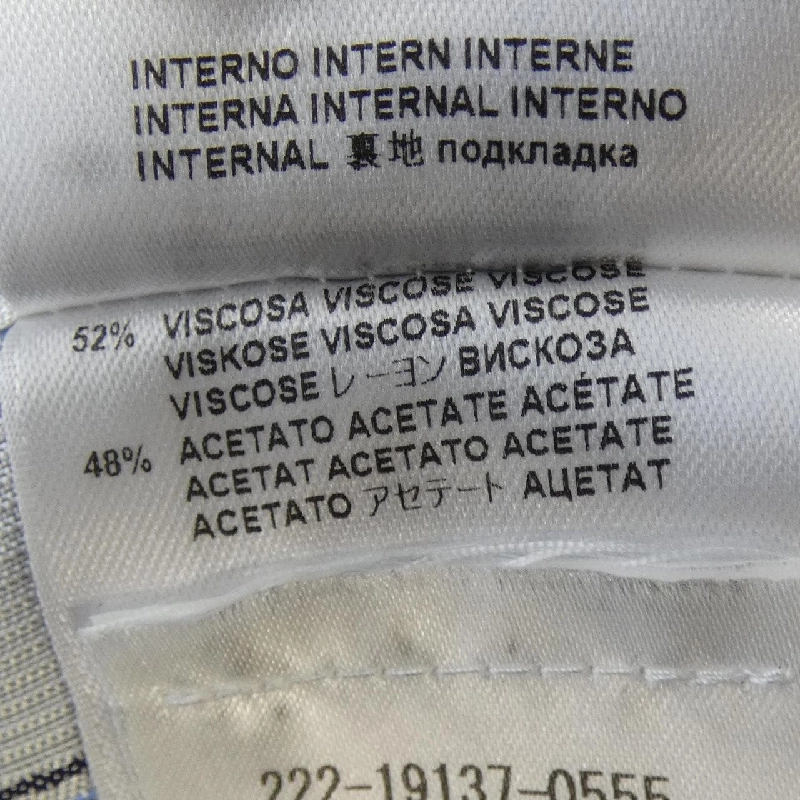 INTERNO INTERN INTERNE
INTERNA INTERNAL INTERNO
INTERNAL 裏地 подкладка
52% VISCOSA VISCOSE VISCOSE
VISKOSE VISCOSA VISCOSE
VISCOSE レーヨン ВИСКОЗА
48% ACETATO ACETATE ACÉTATE
ACETAT ACETATO ACETATE
ACETATO アセテート АЦЕТАТ
222-19137-0555